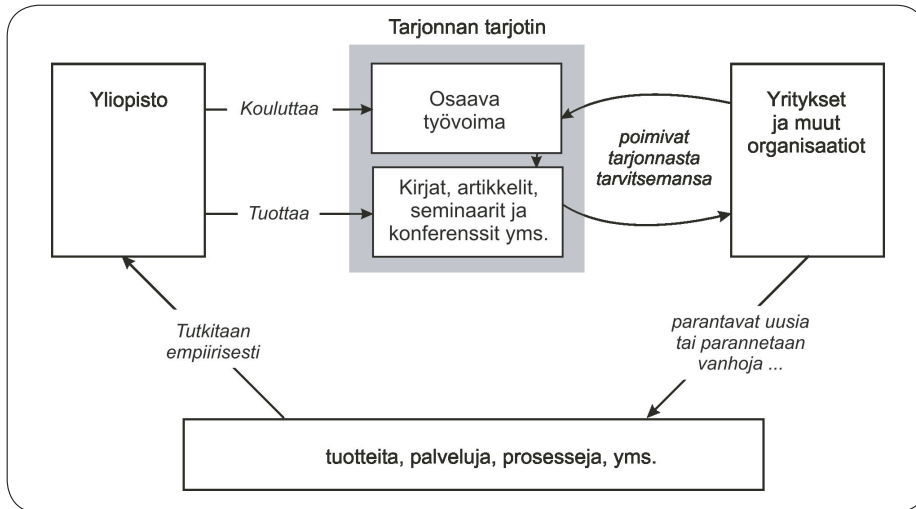 Tarjonnan tarjotin
Yliopisto
Kouluttaa
Osaava
työvoima
Yritykset
ja muut
organisaatiot
poimivat
tarjonnasta
tarvitsemansa
Tuottaa
Kirjat, artikkelit,
seminaarit ja
konferenssit yms.
Tutkitaan
empiirisesti
parantavat uusia
tai parannetaan
vanhoja ...
tuotteita, palveluja, prosesseja, yms.